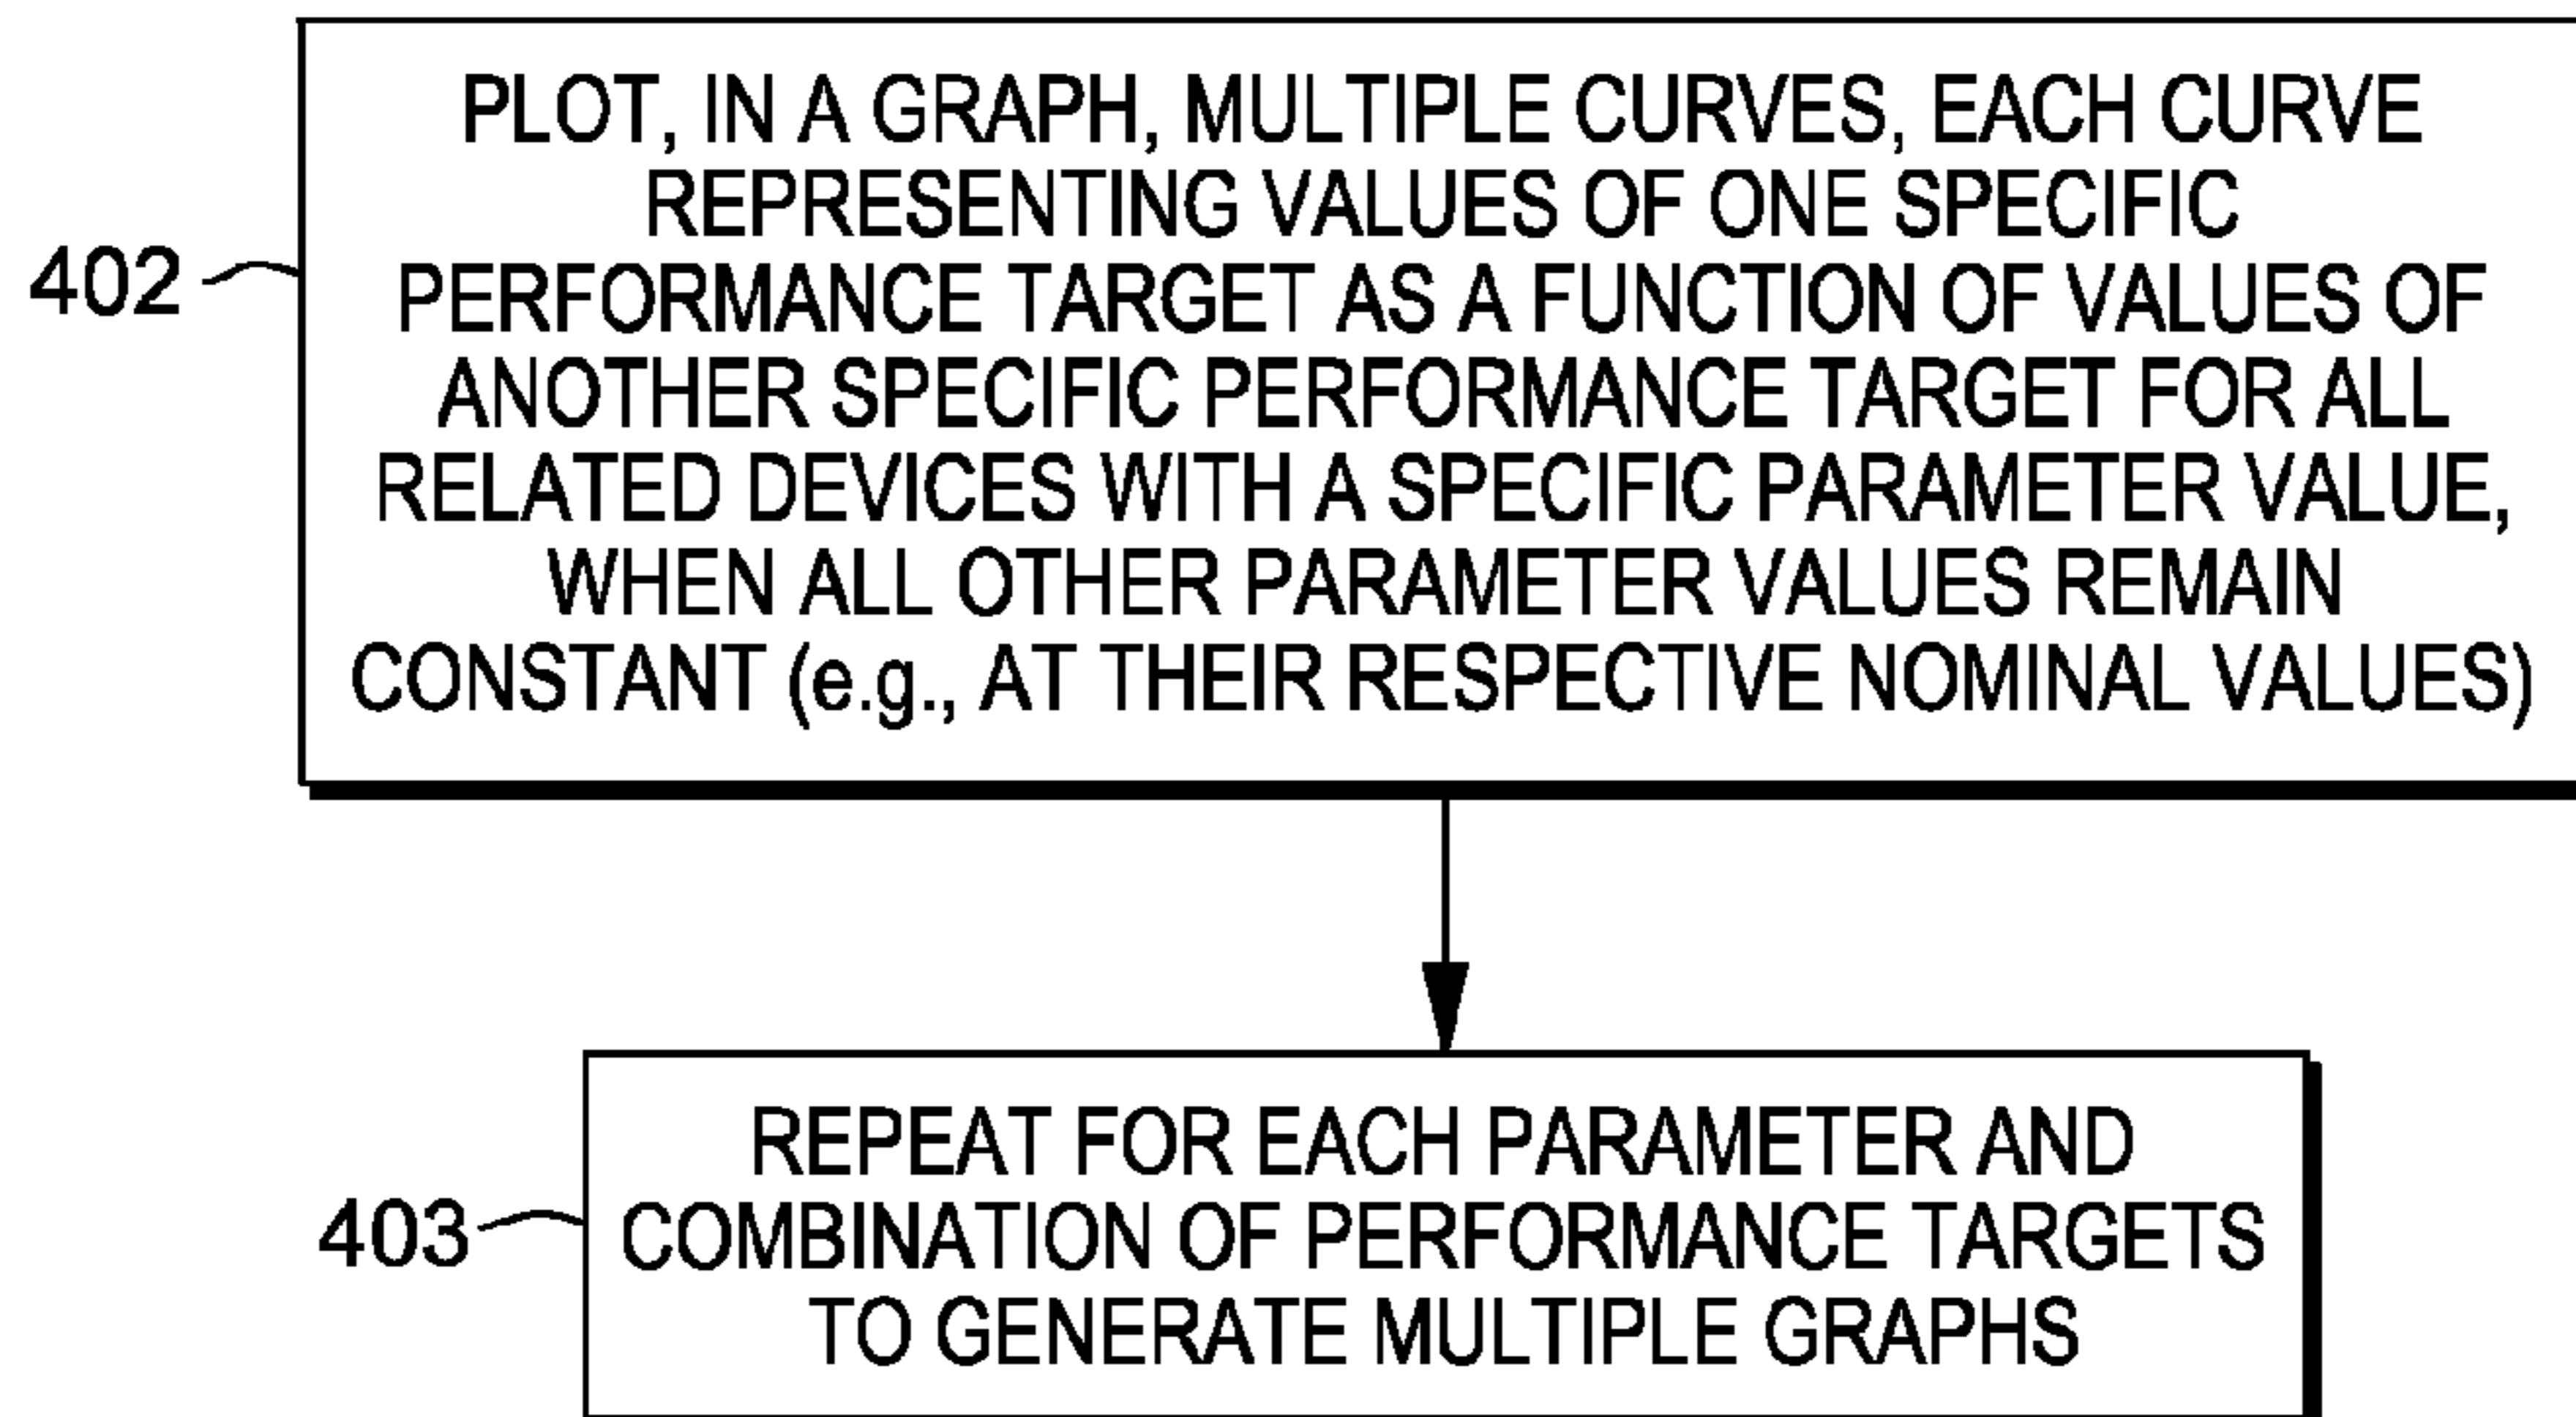 PLOT, IN A GRAPH, MULTIPLE CURVES, EACH CURVE
REPRESENTING VALUES OF ONE SPECIFIC
PERFORMANCE TARGET AS A FUNCTION OF VALUES OF
ANOTHER SPECIFIC PERFORMANCE TARGET FOR ALL
RELATED DEVICES WITH A SPECIFIC PARAMETER VALUE,
WHEN ALL OTHER PARAMETER VALUES REMAIN
CONSTANT (e.g., AT THEIR RESPECTIVE NOMINAL VALUES)
402
REPEAT FOR EACH PARAMETER AND
COMBINATION OF PERFORMANCE TARGETS
TO GENERATE MULTIPLE GRAPHS
403